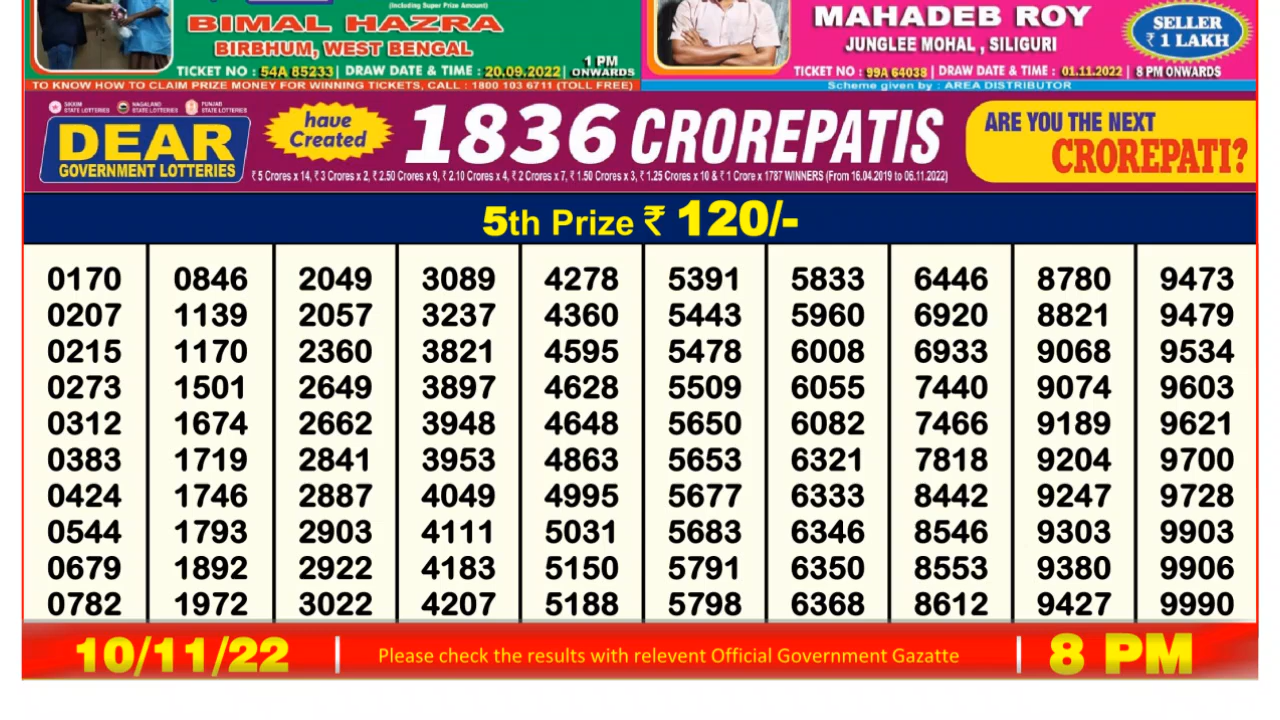 (Including Super Prize Amount)
BIMAL HAZRA
BIRBHUM, WEST BENGAL
1 PM
TICKET NO : 54A 85233 | DRAW DATE & TIME : 20.09.2022 | ONWARDS
TO KNOW HOW TO CLAIM PRIZE MONEY FOR WINNING TICKETS, CALL : 1800 103 6711 (TOLL FREE)
MAHADEB ROY
JUNGLEE MOHAL , SILIGURI
SELLER
₹ 1 LAKH
TICKET NO : 99A 64038 | DRAW DATE & TIME : 01.11.2022 | 8 PM ONWARDS
Scheme given by : AREA DISTRIBUTOR
SIKKIM STATE LOTTERIES NAGALAND STATE LOTTERIES PUNJAB STATE LOTTERIES
DEAR
GOVERNMENT LOTTERIES
have
Created
1836 CROREPATIS
₹ 5 Crores x 14, ₹ 3 Crores x 2, ₹ 2.50 Crores x 9, ₹ 2.10 Crores x 4, ₹ 2 Crores x 7, ₹ 1.50 Crores x 3, ₹ 1.25 Crores x 10 & ₹ 1 Crore x 1787 WINNERS (From 16.04.2019 to 06.11.2022)
ARE YOU THE NEXT
CROREPATI?
5th Prize ₹ 120/-
0170 0846 2049 3089 4278 5391 5833 6446 8780 9473
0207 1139 2057 3237 4360 5443 5960 6920 8821 9479
0215 1170 2360 3821 4595 5478 6008 6933 9068 9534
0273 1501 2649 3897 4628 5509 6055 7440 9074 9603
0312 1674 2662 3948 4648 5650 6082 7466 9189 9621
0383 1719 2841 3953 4863 5653 6321 7818 9204 9700
0424 1746 2887 4049 4995 5677 6333 8442 9247 9728
0544 1793 2903 4111 5031 5683 6346 8546 9303 9903
0679 1892 2922 4183 5150 5791 6350 8553 9380 9906
0782 1972 3022 4207 5188 5798 6368 8612 9427 9990
10/11/22 | Please check the results with relevent Official Government Gazatte | 8 PM